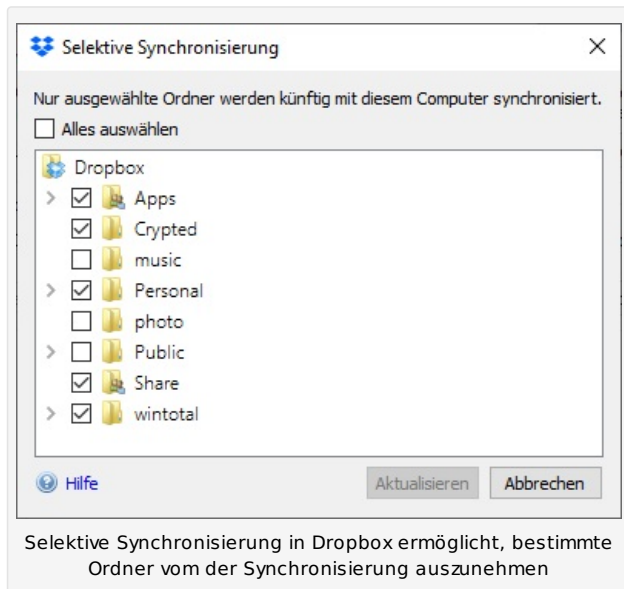 Selektive Synchronisierung
Nur ausgewählte Ordner werden künftig mit diesem Computer synchronisiert.
Alles auswählen
Dropbox
Apps
Crypted
music
Personal
photo
Public
Share
wintotal
Hilfe
Aktualisieren
Abbrechen
Selektive Synchronisierung in Dropbox ermöglicht, bestimmte
Ordner vom der Synchronisierung auszunehmen